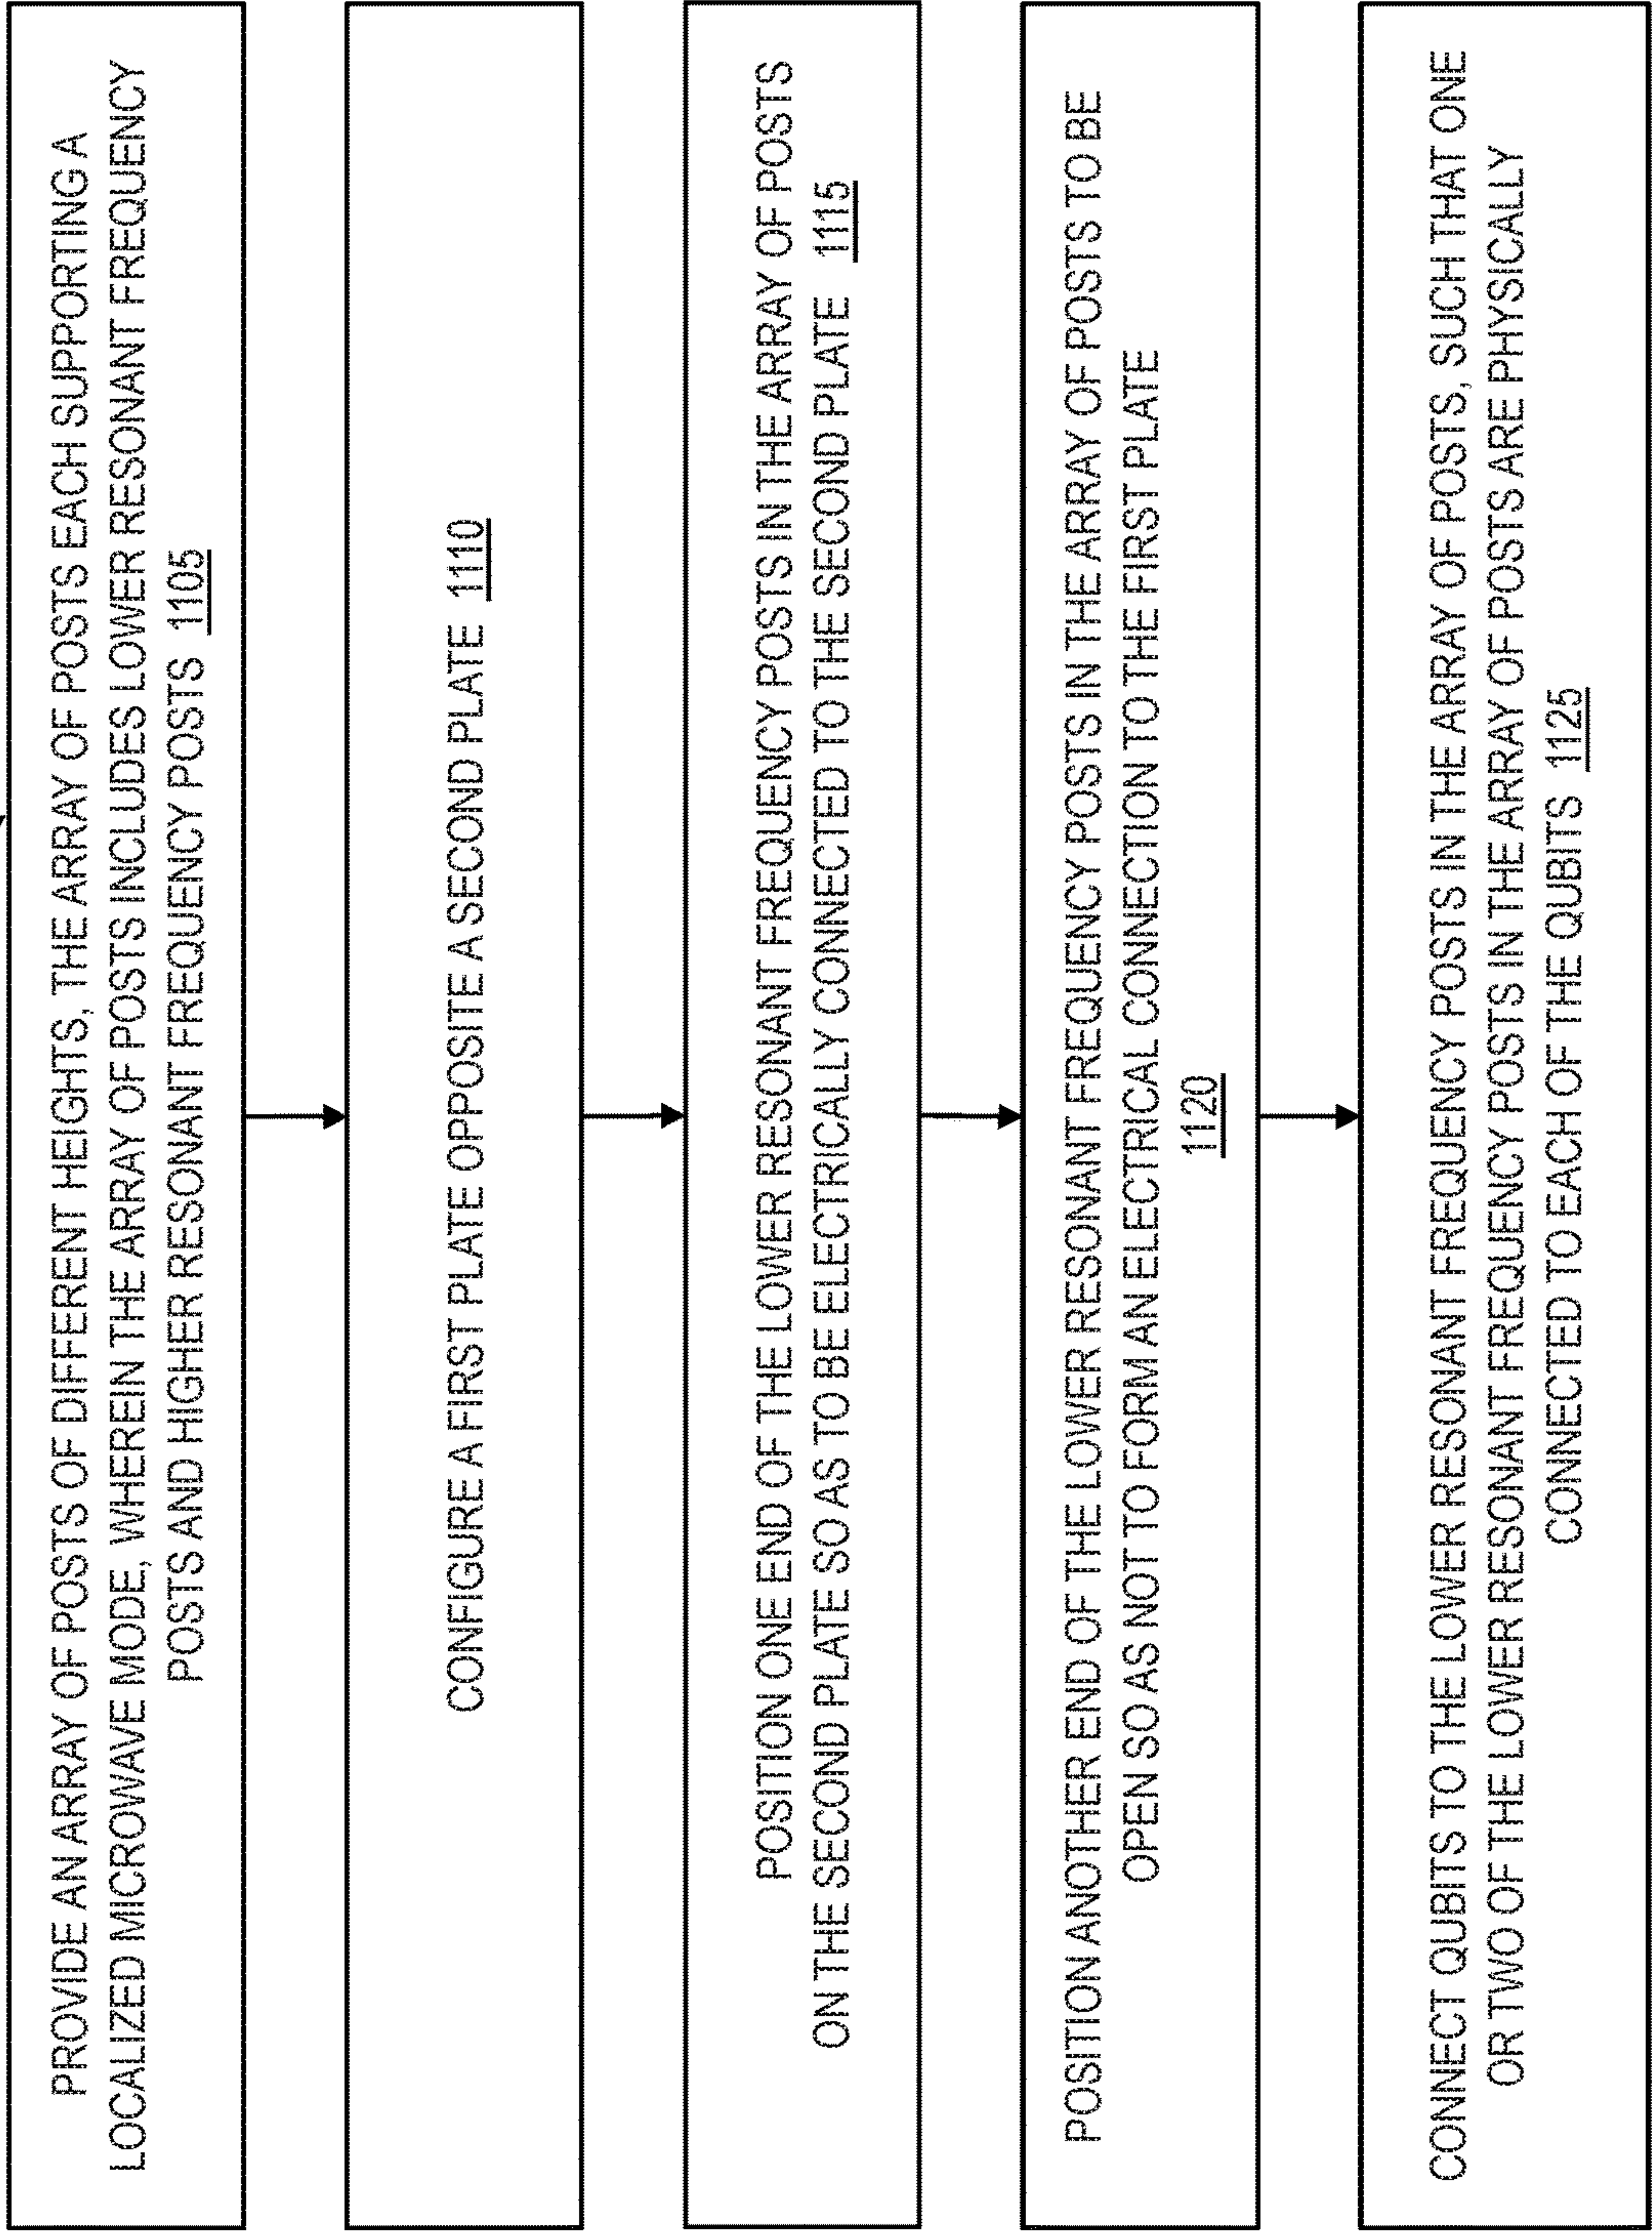 PROVIDE AN ARRAY OF POSTS OF DIFFERENT HEIGHTS, THE ARRAY OF POSTS EACH SUPPORTING A
LOCALIZED MICROWAVE MODE, WHEREIN THE ARRAY OF POSTS INCLUDES LOWER RESONANT FREQUENCY
POSTS AND HIGHER RESONANT FREQUENCY POSTS 1105
CONFIGURE A FIRST PLATE OPPOSITE A SECOND PLATE 1110
POSITION ONE END OF THE LOWER RESONANT FREQUENCY POSTS IN THE ARRAY OF POSTS
ON THE SECOND PLATE SO AS TO BE ELECTRICALLY CONNECTED TO THE SECOND PLATE 1115
POSITION ANOTHER END OF THE LOWER RESONANT FREQUENCY POSTS IN THE ARRAY OF POSTS TO BE
OPEN SO AS NOT TO FORM AN ELECTRICAL CONNECTION TO THE FIRST PLATE
1120
CONNECT QUBITS TO THE LOWER RESONANT FREQUENCY POSTS IN THE ARRAY OF POSTS, SUCH THAT ONE
OR TWO OF THE LOWER RESONANT FREQUENCY POSTS IN THE ARRAY OF POSTS ARE PHYSICALLY
CONNECTED TO EACH OF THE QUBITS 1125